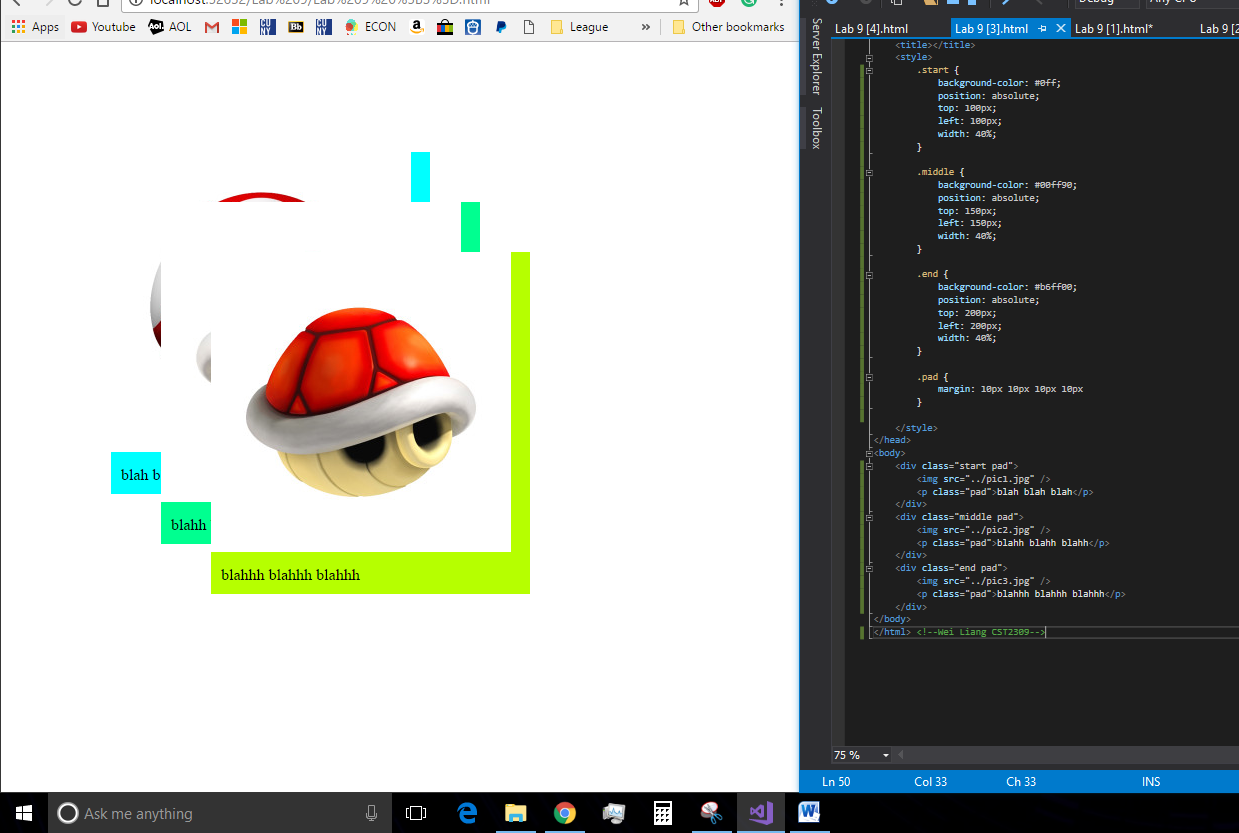 Apps Youtube AOL ECON League » Other bookmarks
blah b
blahh
blahhh blahhh blahhh
Server Explorer
Toolbox
Lab 9 [4].html Lab 9 [3].html Lab 9 [1].html* Lab 9 [2
<title></title>
<style>
.start {
background-color: #0ff;
position: absolute;
top: 100px;
left: 100px;
width: 40%;
}
.middle {
background-color: #00ff90;
position: absolute;
top: 150px;
left: 150px;
width: 40%;
}
.end {
background-color: #b6ff00;
position: absolute;
top: 200px;
left: 200px;
width: 40%;
}
.pad {
margin: 10px 10px 10px 10px
}
</style>
</head>
<body>
<div class="start pad">
<img src="../pic1.jpg" />
<p class="pad">blah blah blah</p>
</div>
<div class="middle pad">
<img src="../pic2.jpg" />
<p class="pad">blahh blahh blahh</p>
</div>
<div class="end pad">
<img src="../pic3.jpg" />
<p class="pad">blahhh blahhh blahhh</p>
</div>
</body>
</html> <!--Wei Liang CST2309-->
75 %
Ln 50 Col 33 Ch 33 INS
Ask me anything